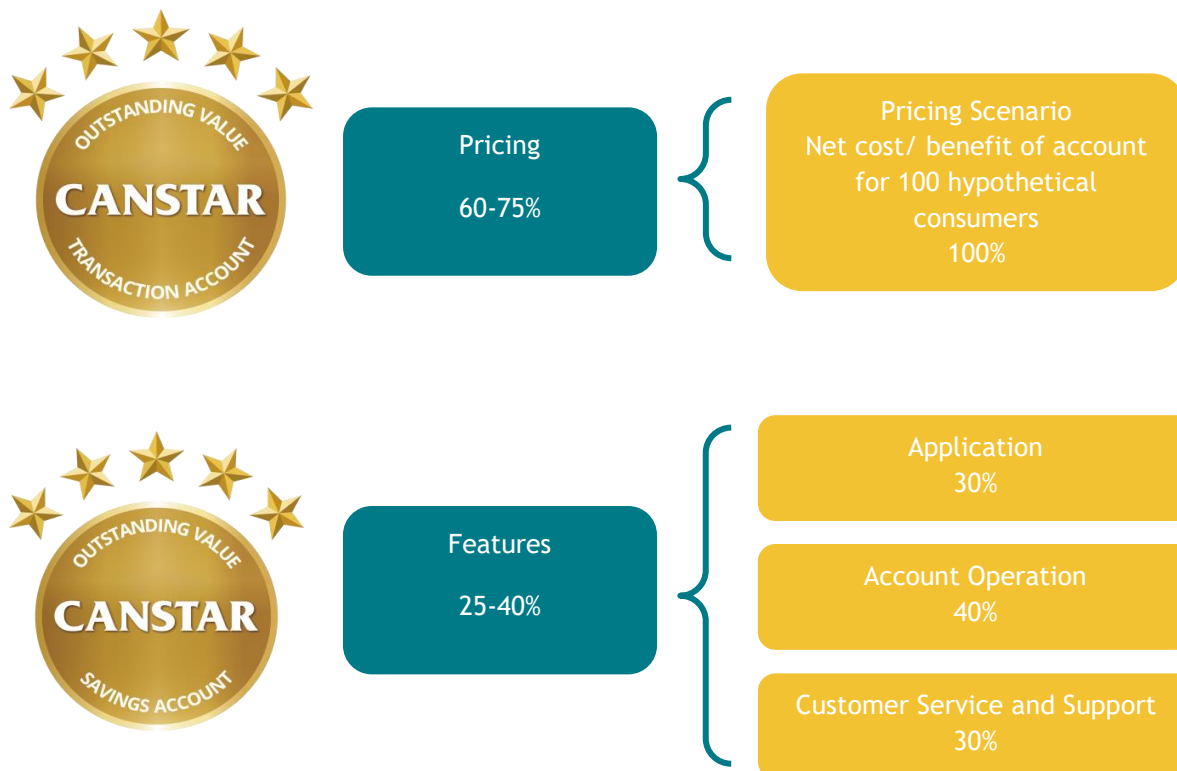 OUTSTANDING VALUE
CANSTAR
TRANSACTION ACCOUNT
Pricing
60-75%
Pricing Scenario
Net cost/ benefit of account
for 100 hypothetical
consumers
100%
OUTSTANDING VALUE
CANSTAR
SAVINGS ACCOUNT
Features
25-40%
Application
30%
Account Operation
40%
Customer Service and Support
30%